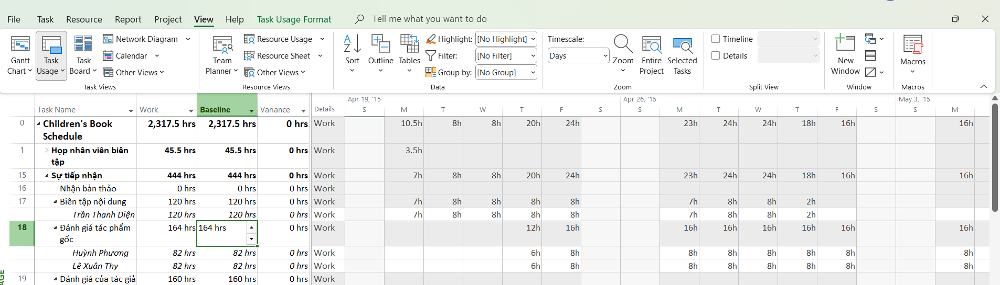 File Task Resource Report Project View Help Task Usage Format Tell me what you want to do
Gantt Chart Task Usage Task Board
Network Diagram
Calendar
Other Views
Task Views
Team Planner
Resource Usage
Resource Sheet
Other Views
Resource Views
Sort Outline Tables
Highlight: [No Highlight]
Filter: [No Filter]
Group by: [No Group]
Data
Timescale:
Days
Zoom Entire Project Selected Tasks
Zoom
Timeline
Details
Split View
New Window
Window
Macros
Macros
Apr 19, '15 Apr 26, '15 May 3, '15
Task Name Work Baseline Variance Details S M T W T F S S M T W T F S S M
0 Children's Book Schedule 2,317.5 hrs 2,317.5 hrs 0 hrs Work 10.5h 8h 8h 20h 24h 23h 24h 24h 18h 16h 16h
1 Họp nhân viên biên tập 45.5 hrs 45.5 hrs 0 hrs Work 3.5h
15 Sự tiếp nhận 444 hrs 444 hrs 0 hrs Work 7h 8h 8h 20h 24h 23h 24h 24h 18h 16h 16h
16 Nhận bản thảo 0 hrs 0 hrs 0 hrs Work
17 Biên tập nội dung 120 hrs 120 hrs 0 hrs Work 7h 8h 8h 8h 8h 7h 8h 8h 2h
Trần Thanh Diện 120 hrs 120 hrs 0 hrs Work 7h 8h 8h 8h 8h 7h 8h 8h 2h
18 Đánh giá tác phẩm gốc 164 hrs 164 hrs 0 hrs Work 12h 16h 16h 16h 16h 16h 16h 16h
Huỳnh Phương 82 hrs 82 hrs 0 hrs Work 6h 8h 8h 8h 8h 8h 8h 8h
Lê Xuân Thy 82 hrs 82 hrs 0 hrs Work 6h 8h 8h 8h 8h 8h 8h 8h
19 Đánh giá của tác giả 160 hrs 160 hrs 0 hrs Work